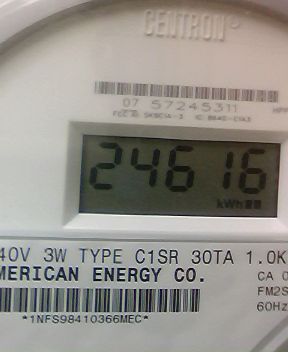 CENTRON®
07 57245311
24616
kWh
40V 3W TYPE C1SR 30TA 1.0K
MERICAN ENERGY CO.
CA 0
FM2S
60Hz
*1NFS98410366MEC*